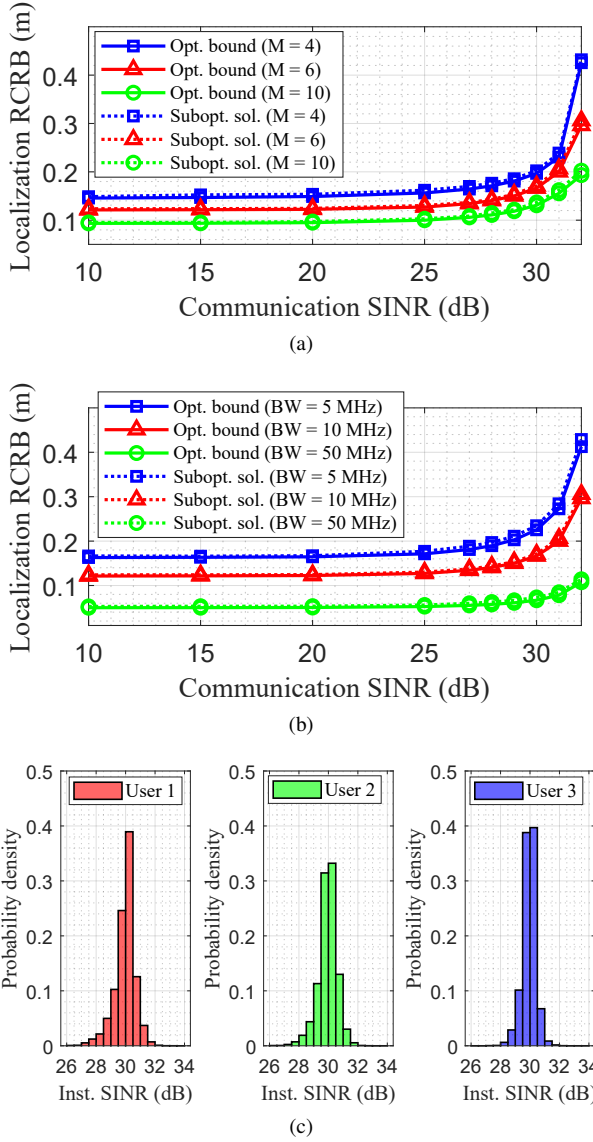 Localization RCRB (m)
0.4
0.3
0.2
0.1
Opt. bound (M = 4)
Opt. bound (M = 6)
Opt. bound (M = 10)
Subopt. sol. (M = 4)
Subopt. sol. (M = 6)
Subopt. sol. (M = 10)
10 15 20 25 30
Communication SINR (dB)
(a)
Localization RCRB (m)
0.4
0.3
0.2
0.1
Opt. bound (BW = 5 MHz)
Opt. bound (BW = 10 MHz)
Opt. bound (BW = 50 MHz)
Subopt. sol. (BW = 5 MHz)
Subopt. sol. (BW = 10 MHz)
Subopt. sol. (BW = 50 MHz)
10 15 20 25 30
Communication SINR (dB)
(b)
Probability density
0.5
0.4
0.3
0.2
0.1
0
User 1
26 28 30 32 34
Inst. SINR (dB)
Probability density
0.5
0.4
0.3
0.2
0.1
0
User 2
26 28 30 32 34
Inst. SINR (dB)
Probability density
0.5
0.4
0.3
0.2
0.1
0
User 3
26 28 30 32 34
Inst. SINR (dB)
(c)